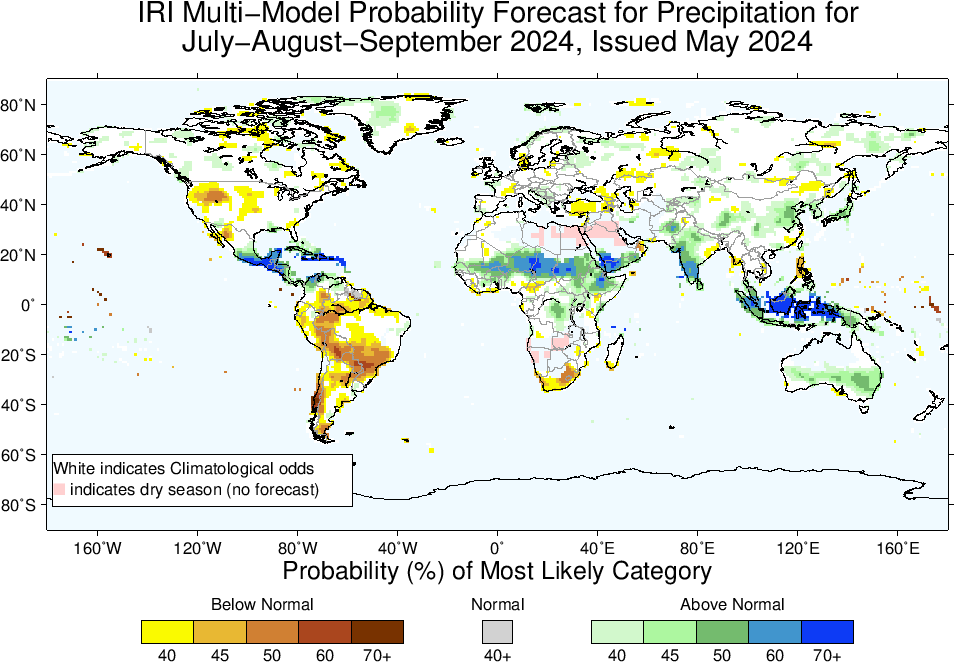 IRI Multi−Model Probability Forecast for Precipitation for
July−August−September 2024, Issued May 2024
80˚N
60˚N
40˚N
20˚N
0˚
20˚S
40˚S
60˚S
80˚S
White indicates Climatological odds
indicates dry season (no forecast)
160˚W 120˚W 80˚W 40˚W 0˚ 40˚E 80˚E 120˚E 160˚E
Probability (%) of Most Likely Category
Below Normal Normal Above Normal
40 45 50 60 70+ 40+ 40 45 50 60 70+